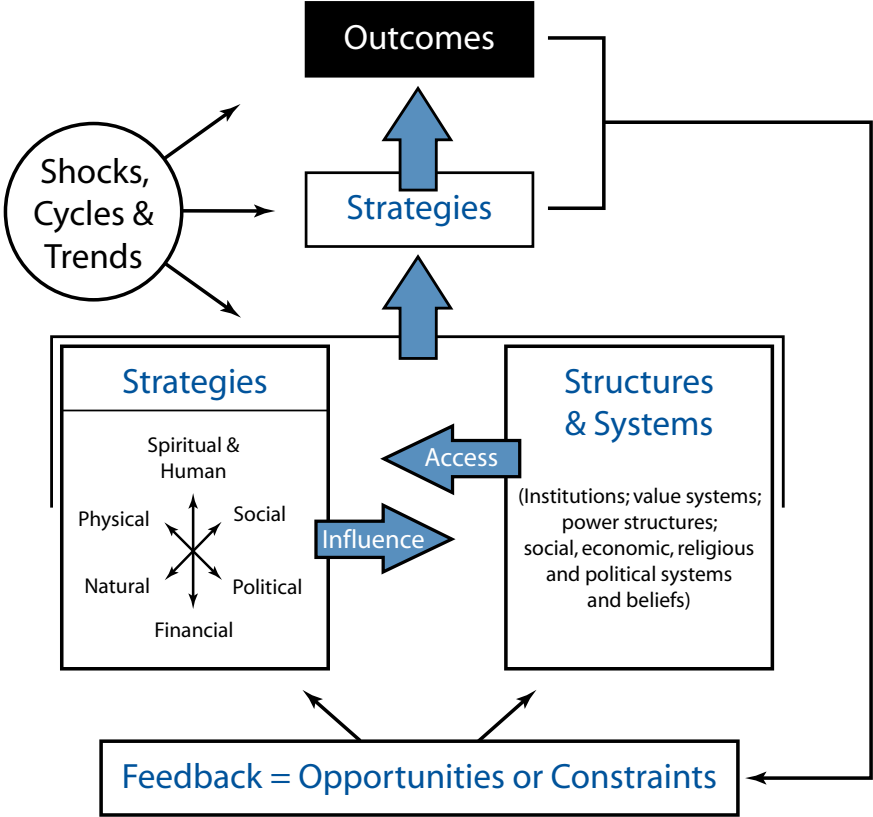 Outcomes
Shocks,
Cycles &
Trends
Strategies
Strategies
Spiritual &
Human
Physical
Social
Natural
Political
Financial
Access
Influence
Structures
& Systems
(Institutions; value systems;
power structures;
social, economic, religious
and political systems
and beliefs)
Feedback = Opportunities or Constraints